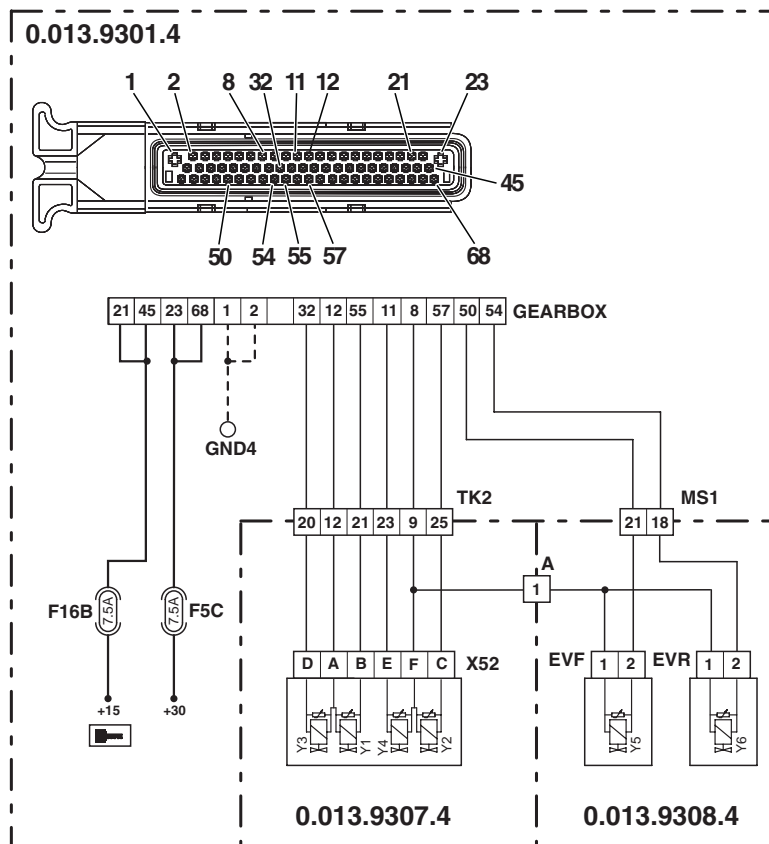 0.013.9301.4
1 2 8 32 11 12 21 23
45
50 54 55 57 68
21 45 23 68 1 2 32 12 55 11 8 57 50 54 GEARBOX
GND4
TK2 MS1
20 12 21 23 9 25 21 18
A
1
F16B 7.5A 7.5A F5C
D A B E F C X52 EVF 1 2 EVR 1 2
+15 +30
Y3 Y1 Y4 Y2 Y5 Y6
0.013.9307.4 0.013.9308.4